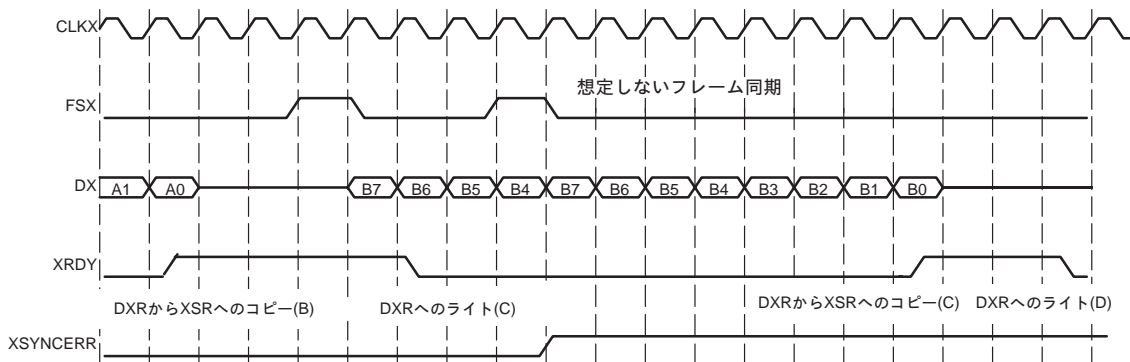 CLKX
FSX
想定しないフレーム同期
DX
A1 A0 B7 B6 B5 B4 B7 B6 B5 B4 B3 B2 B1 B0
XRDY
DXRからXSRへのコピー(B) DXRへのライト(C) DXRからXSRへのコピー(C) DXRへのライト(D)
XSYNCERR